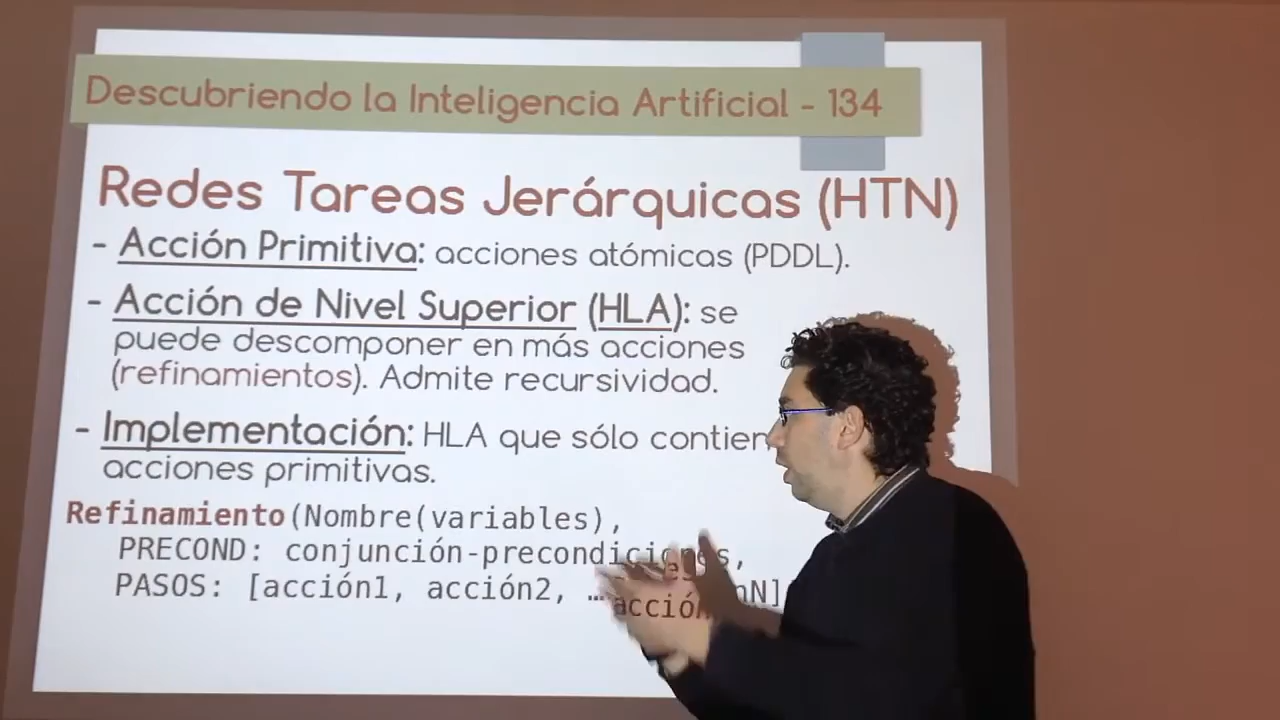 Descubriendo la Inteligencia Artificial - 134
Redes Tareas Jerárquicas (HTN)
- Acción Primitiva: acciones atómicas (PDDL).
- Acción de Nivel Superior (HLA): se
puede descomponer en más acciones
(refinamientos). Admite recursividad.
- Implementación: HLA que sólo
acciones primitivas.
Refinamiento(Nombre(variables),
PRECOND: conjunción-precondiciones,
PASOS: [acción1, acción2, …